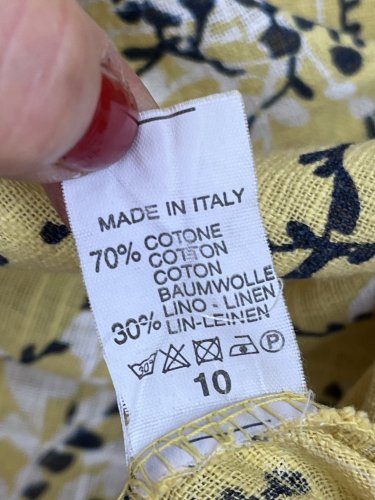 MADE IN ITALY
70% COTONE
COTTON
COTON
BAUMWOLLE
LINO - LINEN
30% LIN-LEINEN
30° P
10